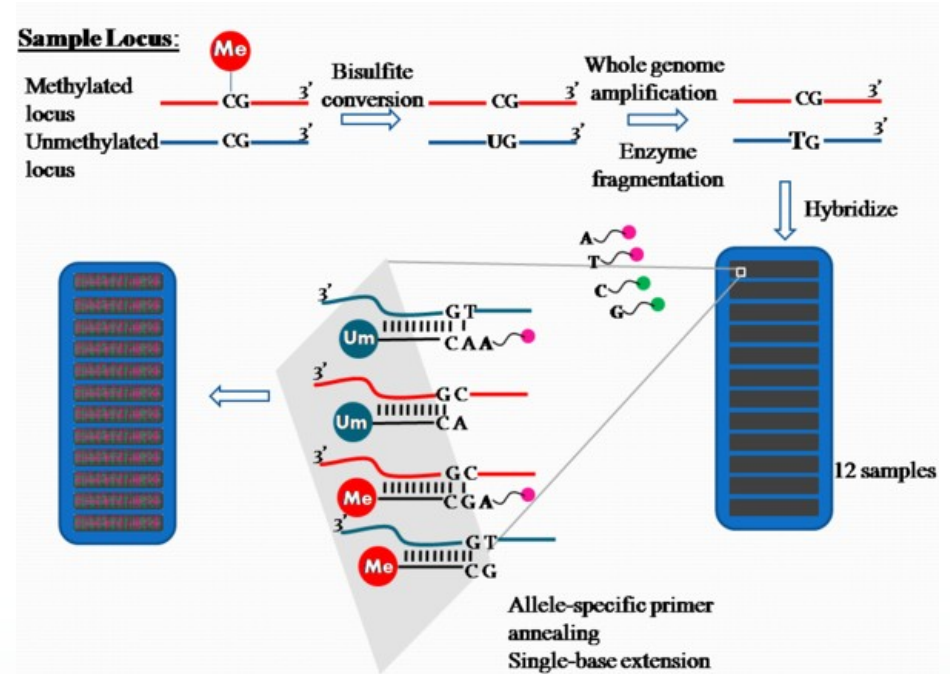 Sample Locus:
Me
Methylated
locus
CG
3'
Unmethylated
locus
CG
3'
Bisulfite
conversion
CG
3'
UG
3'
Whole genome
amplification
Enzyme
fragmentation
CG
3'
TG
3'
Hybridize
A
T
C
G
3'
GT
Um
CAA
3'
GC
Um
CA
3'
GC
Me
CGA
3'
GT
Me
CG
12 samples
Allele-specific primer
annealing
Single-base extension